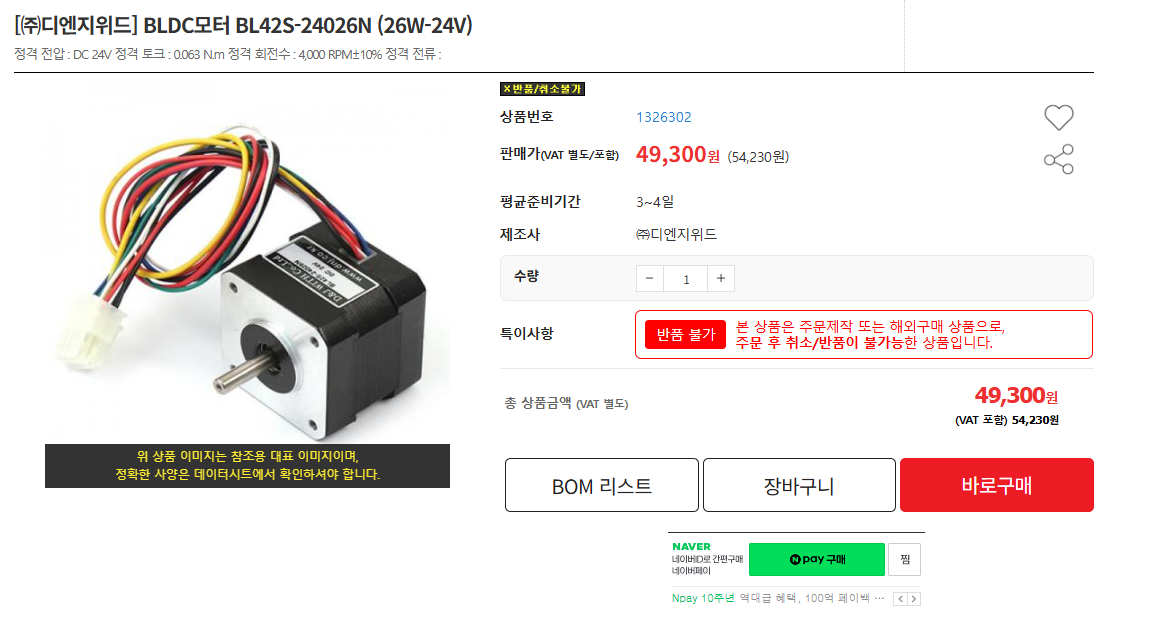 [㈜디엔지위드] BLDC모터 BL42S-24026N (26W-24V)
정격 전압 : DC 24V 정격 토크 : 0.063 N.m 정격 회전수 : 4,000 RPM±10% 정격 전류 :
× 반품/취소불가
상품번호 1326302
판매가(VAT 별도/포함) 49,300원 (54,230원)
평균준비기간 3~4일
제조사 ㈜디엔지위드
수량 − 1 +
특이사항 반품 불가 본 상품은 주문제작 또는 해외구매 상품으로,
주문 후 취소/반품이 불가능한 상품입니다.
D&J WITH Co.,Ltd
BL42S-24026N
DC 24V
위 상품 이미지는 참조용 대표 이미지이며,
정확한 사양은 데이터시트에서 확인하셔야 합니다.
총 상품금액 (VAT 별도) 49,300원
(VAT 포함) 54,230원
BOM 리스트 장바구니 바로구매
NAVER
네이버ID로 간편구매
네이버페이
N pay 구매 찜
Npay 10주년 역대급 혜택, 100억 페이백 ··· < >